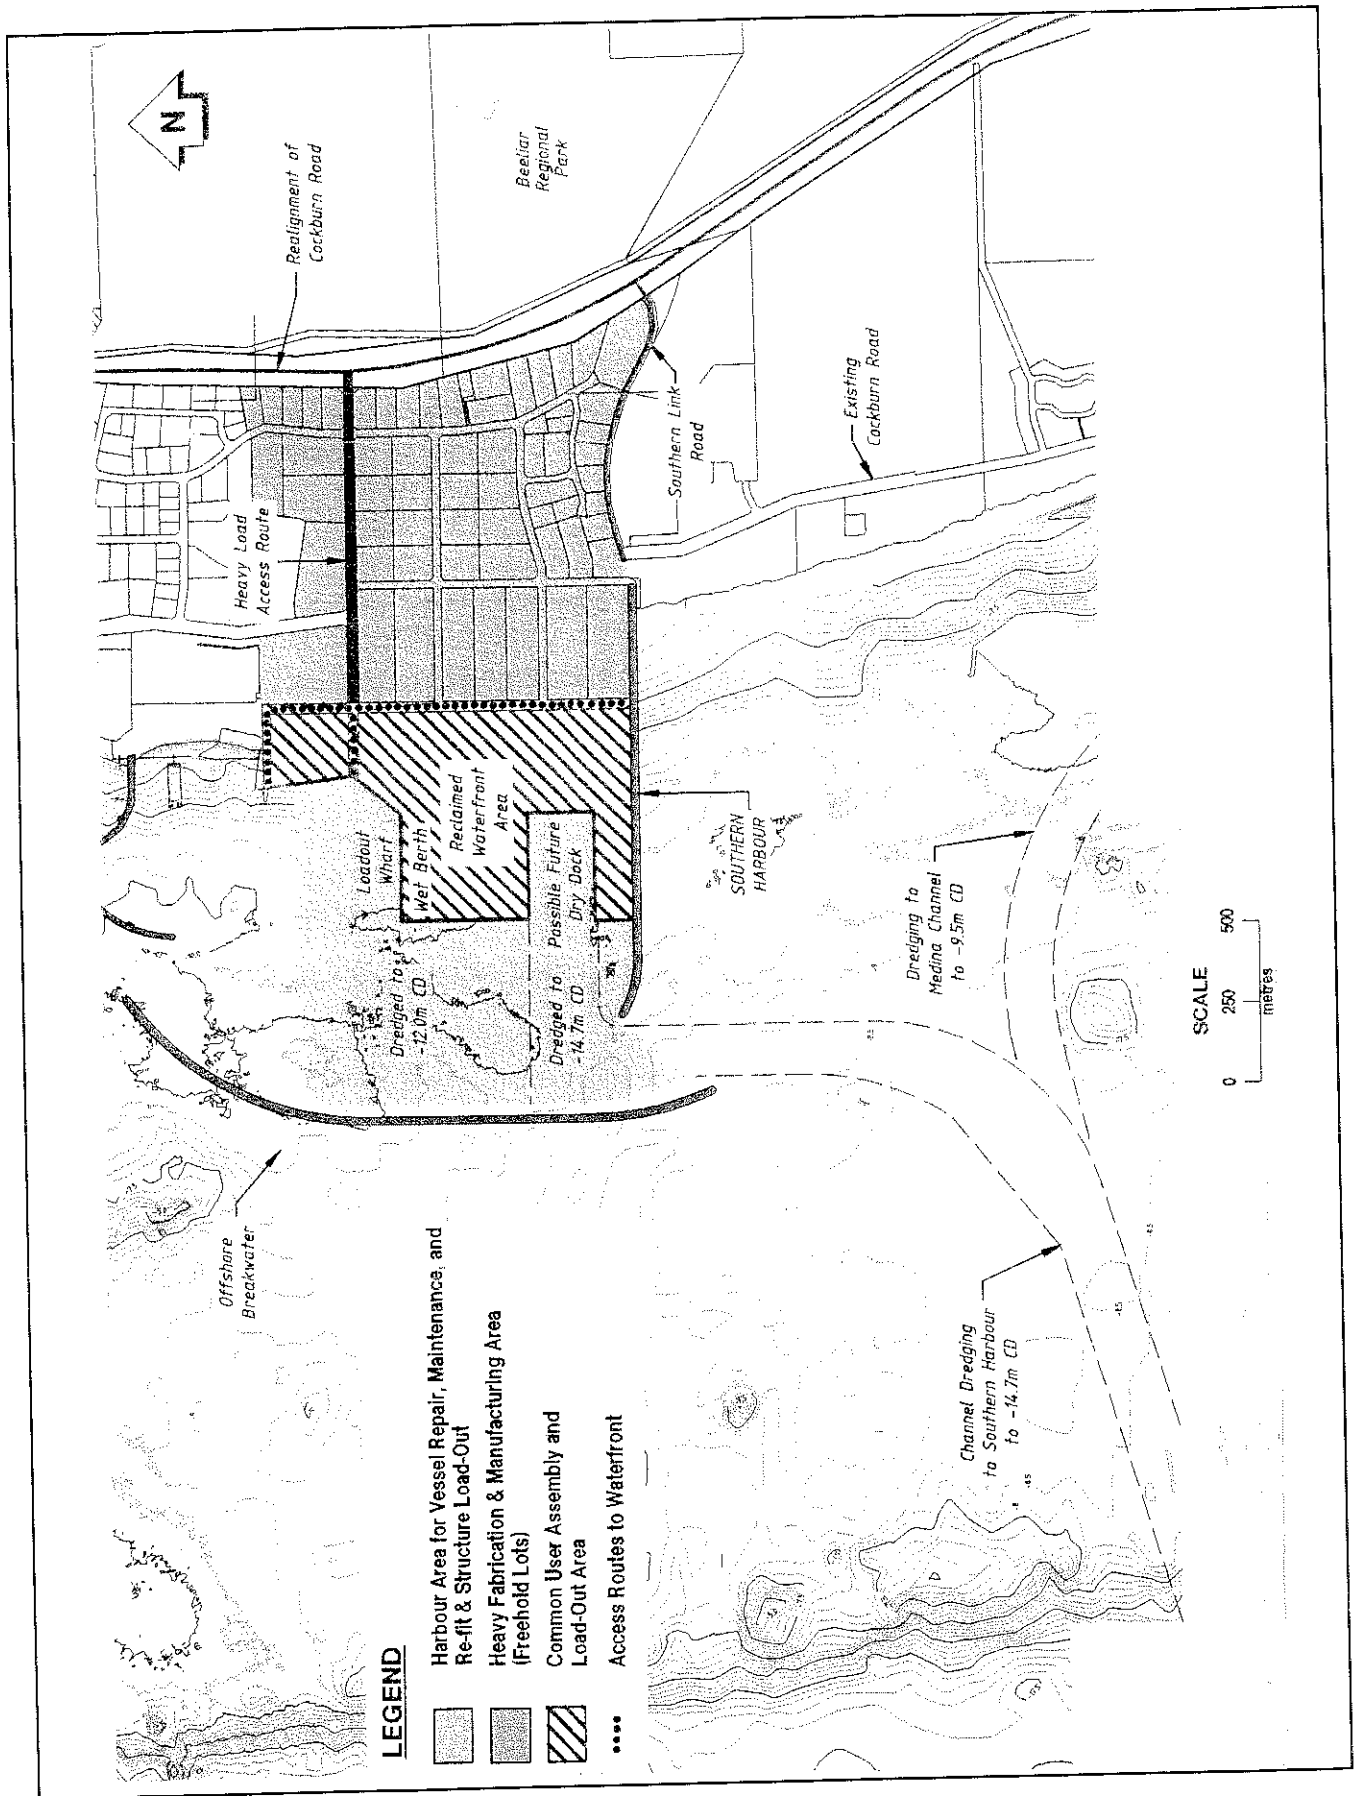 N
Realignment of
Cockburn Road
Beeliar
Regional
Park
Heavy Load
Access Route
Southern Link
Road
Existing
Cockburn Road
Loadout
Wharf
Wet Berth
Reclaimed
Waterfront
Area
Possible Future
Dry Dock
SOUTHERN
HARBOUR
Dredged to
-12.0m CD
Dredged to
-14.7m CD
Dredging to
Medina Channel
to -9.5m CD
Offshore
Breakwater
Channel Dredging
to Southern Harbour
to -14.7m CD
SCALE
0 250 500
metres
LEGEND
Harbour Area for Vessel Repair, Maintenance, and
Re-fit & Structure Load-Out
Heavy Fabrication & Manufacturing Area
(Freehold Lots)
Common User Assembly and
Load-Out Area
Access Routes to Waterfront